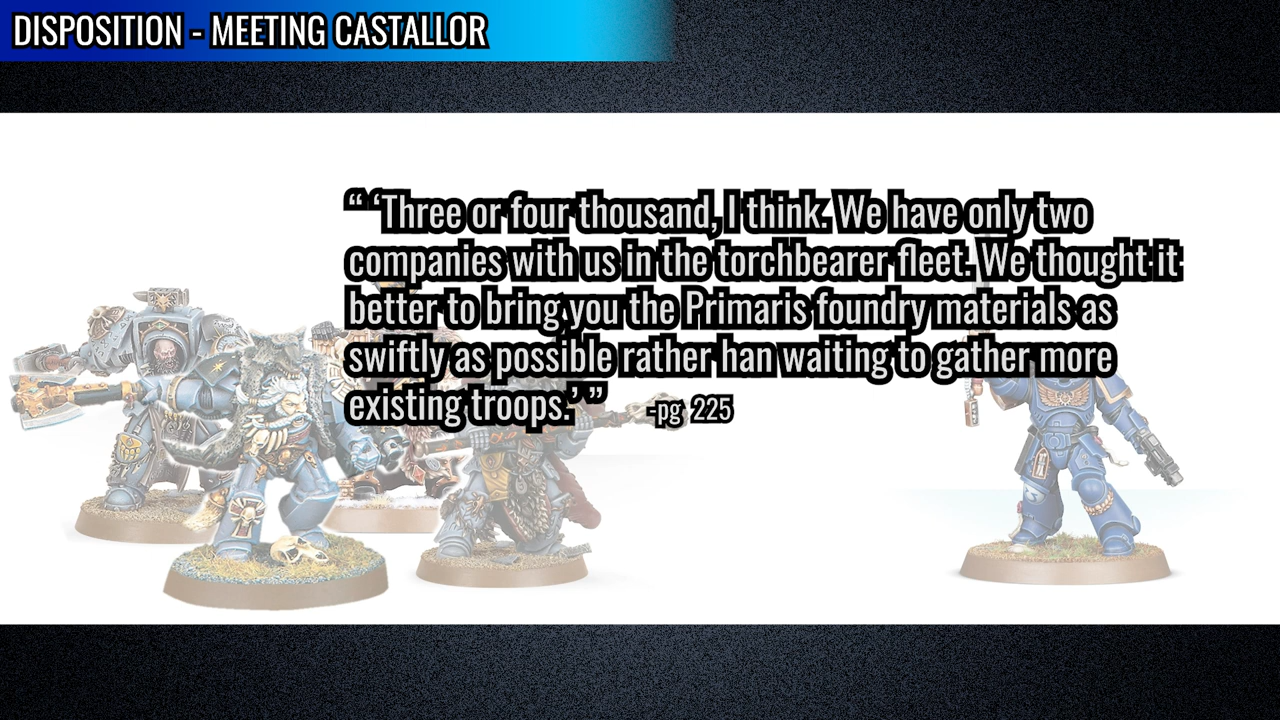 DISPOSITION - MEETING CASTALLOR
“ ‘Three or four thousand, I think. We have only two
companies with us in the torchbearer fleet. We thought it
better to bring you the Primaris foundry materials as
swiftly as possible rather han waiting to gather more
existing troops.’ ” -pg 225